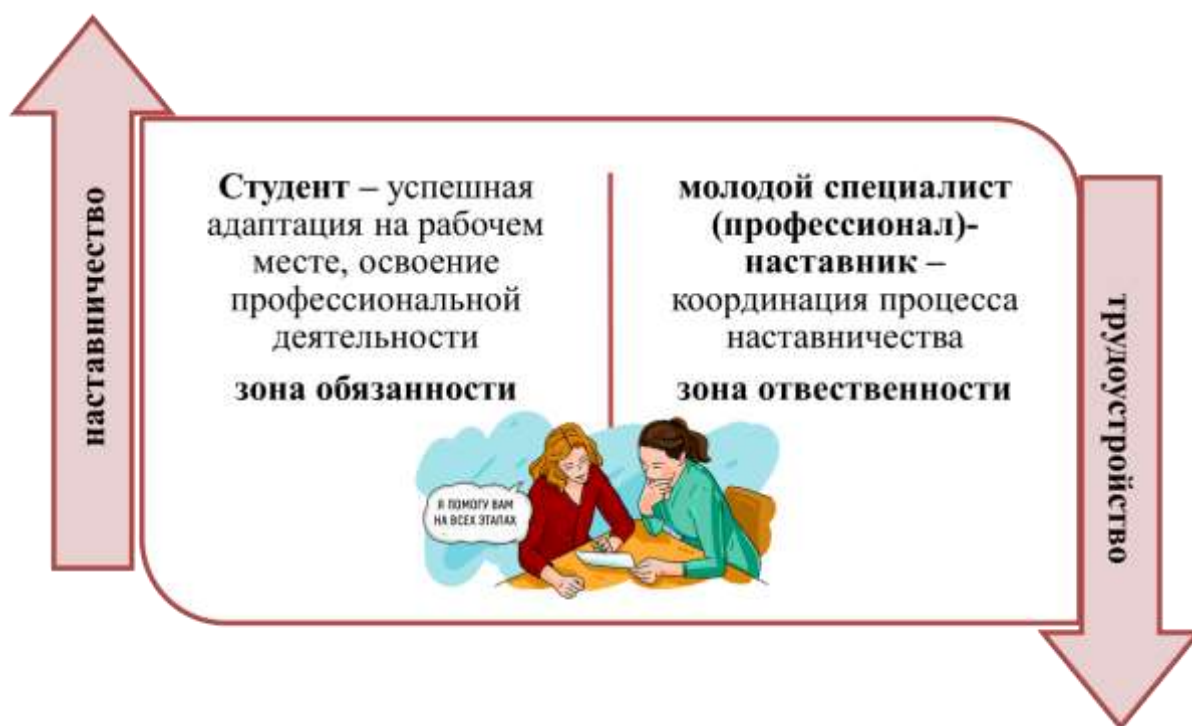 наставничество
Студент – успешная
адаптация на рабочем
месте, освоение
профессиональной
деятельности
зона обязанности
молодой специалист
(профессионал)-
наставник –
координация процесса
наставничества
зона отвественности
Я ПОМОГУ ВАМ
НА ВСЕХ ЭТАПАХ
трудоустройство